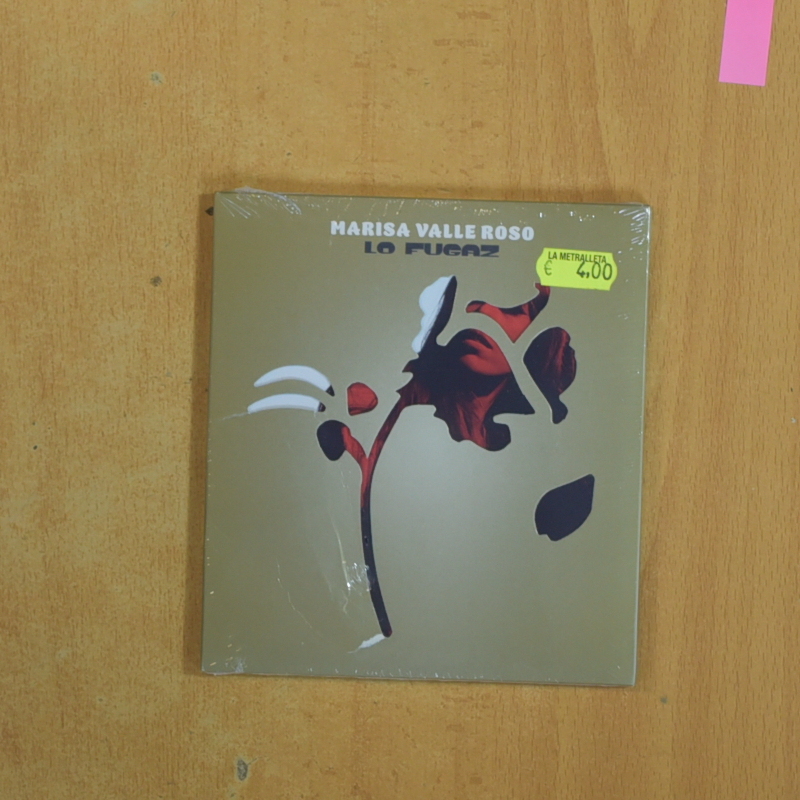 MARISA VALLE ROSO
LO FUGAZ
LA METRALLETA
€ 4,00